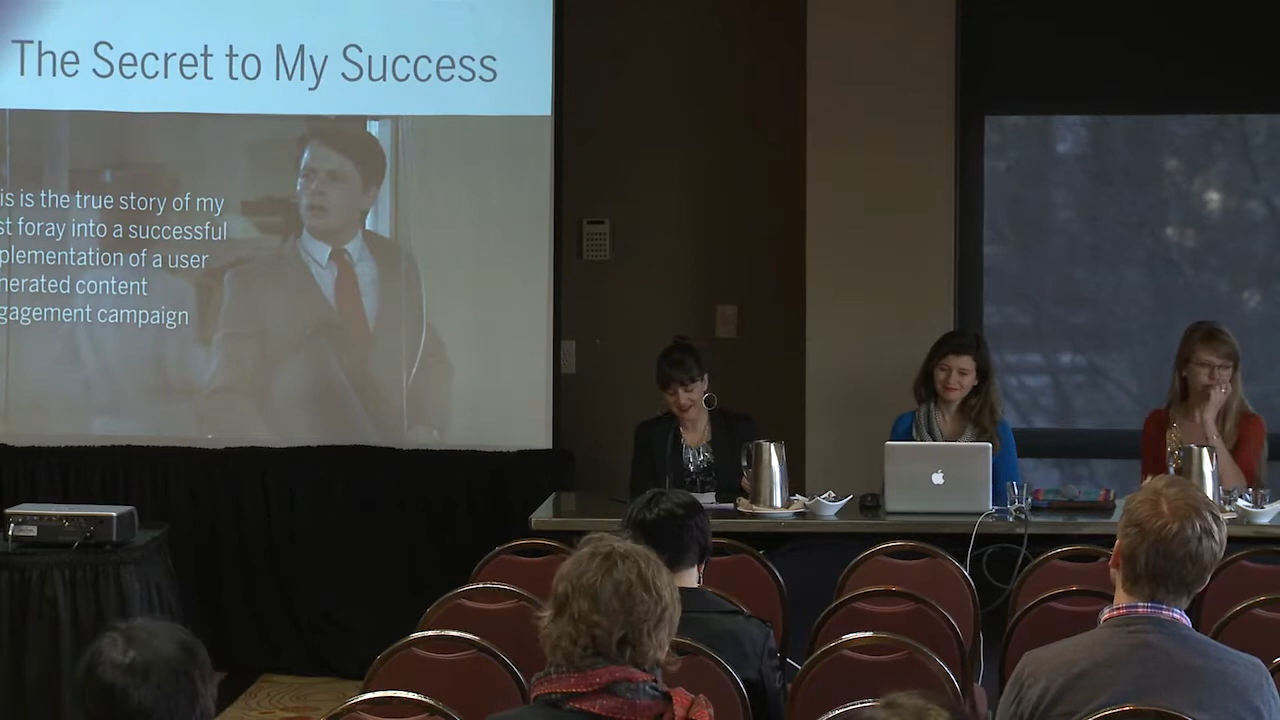 The Secret to My Success
is is the true story of my
st foray into a successful
plementation of a user
nerated content
gagement campaign